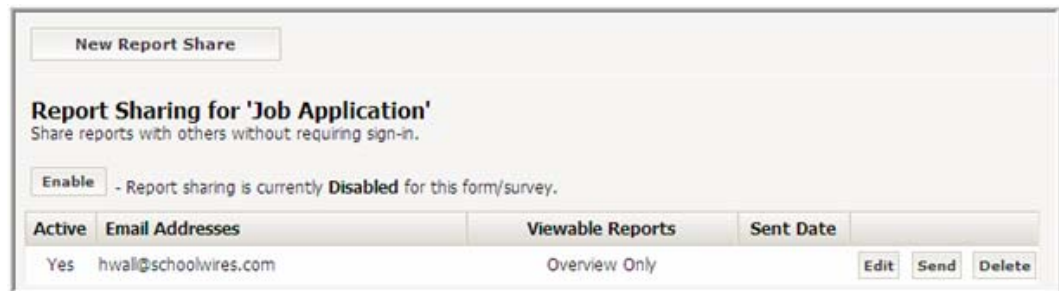 New Report Share
Report Sharing for 'Job Application'
Share reports with others without requiring sign-in.
Enable - Report sharing is currently Disabled for this form/survey.
Active Email Addresses Viewable Reports Sent Date
Yes hwall@schoolwires.com Overview Only Edit Send Delete